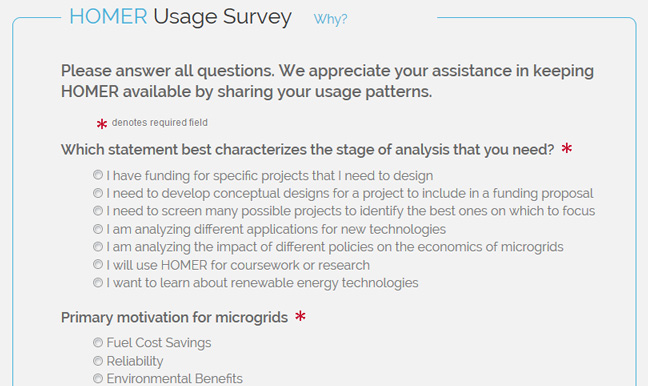 HOMER Usage Survey Why?
Please answer all questions. We appreciate your assistance in keeping
HOMER available by sharing your usage patterns.
* denotes required field
Which statement best characterizes the stage of analysis that you need? *
I have funding for specific projects that I need to design
I need to develop conceptual designs for a project to include in a funding proposal
I need to screen many possible projects to identify the best ones on which to focus
I am analyzing different applications for new technologies
I am analyzing the impact of different policies on the economics of microgrids
I will use HOMER for coursework or research
I want to learn about renewable energy technologies
Primary motivation for microgrids *
Fuel Cost Savings
Reliability
Environmental Benefits